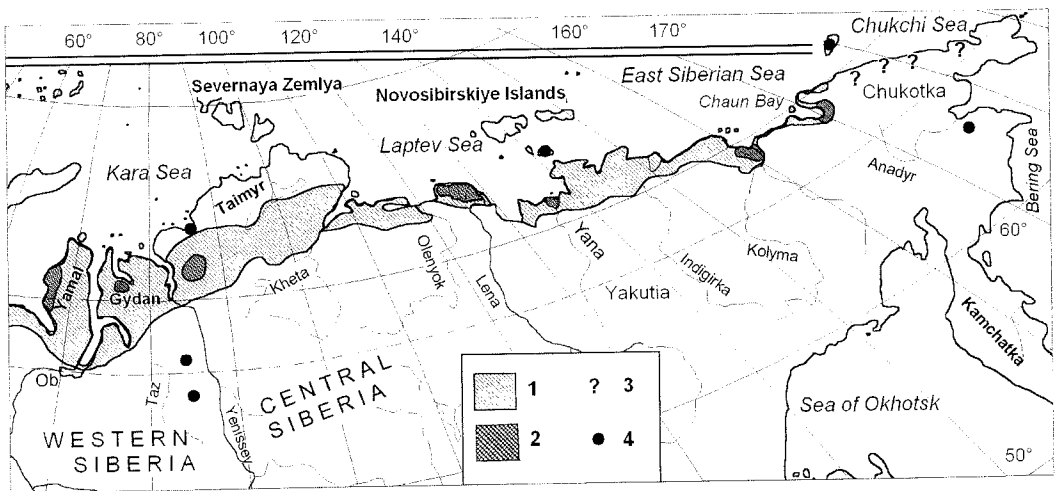 60°
80°
100°
120°
140°
160°
170°
Chukchi Sea
?
?
?
?
Severnaya Zemlya
East Siberian Sea
Novosibirskiye Islands
Chaun Bay
Chukotka
Laptev Sea
Kara Sea
Taimyr
Anadyr
Bering Sea
60°
Yamal
Gydan
Kheta
Olenyok
Lena
Yana
Indigirka
Kolyma
Yakutia
Kamchatka
Ob
Taz
Yenissey
CENTRAL
SIBERIA
WESTERN
SIBERIA
1 ? 3
2 4
Sea of Okhotsk
50°